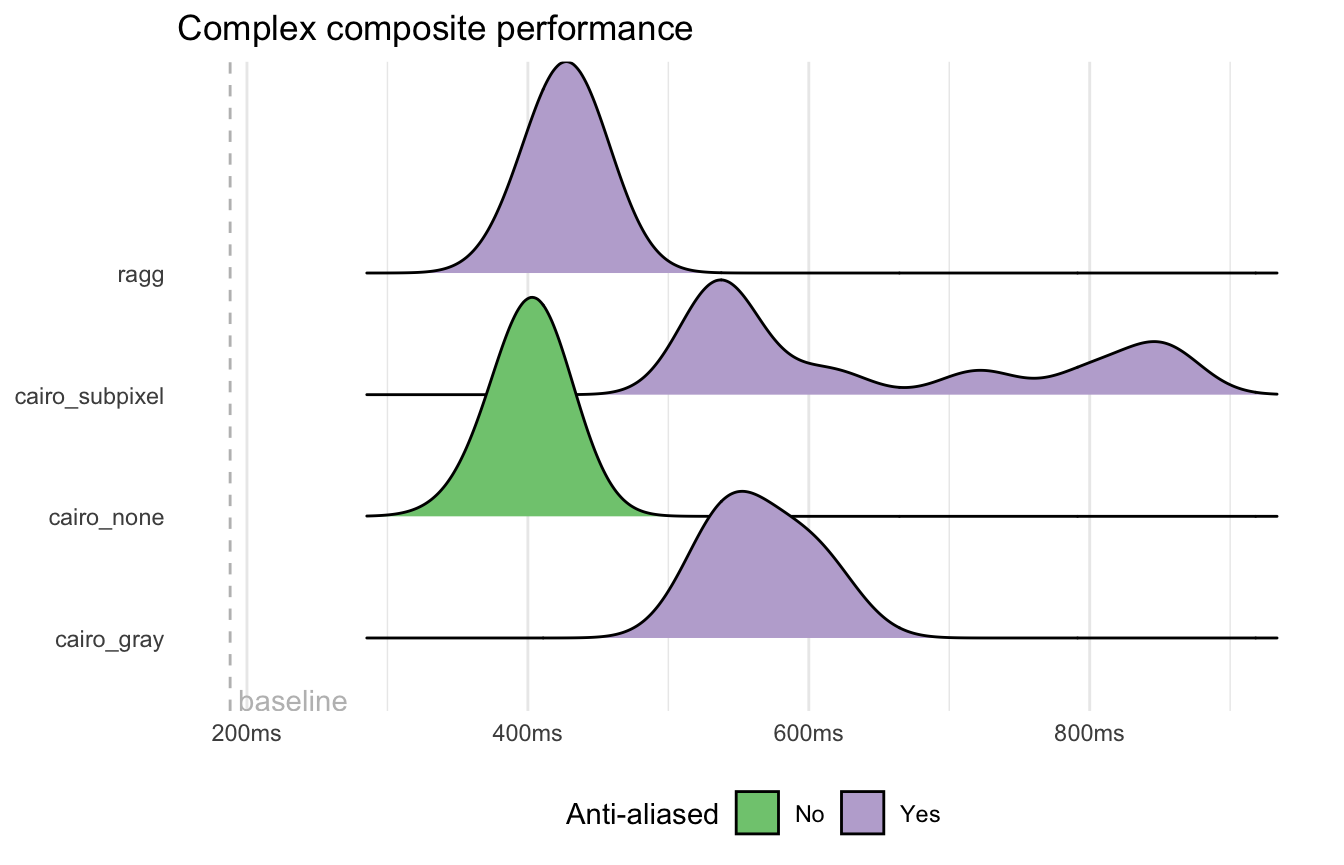 Complex composite performance
ragg
cairo_subpixel
cairo_none
cairo_gray
baseline
200ms 400ms 600ms 800ms
Anti-aliased No Yes